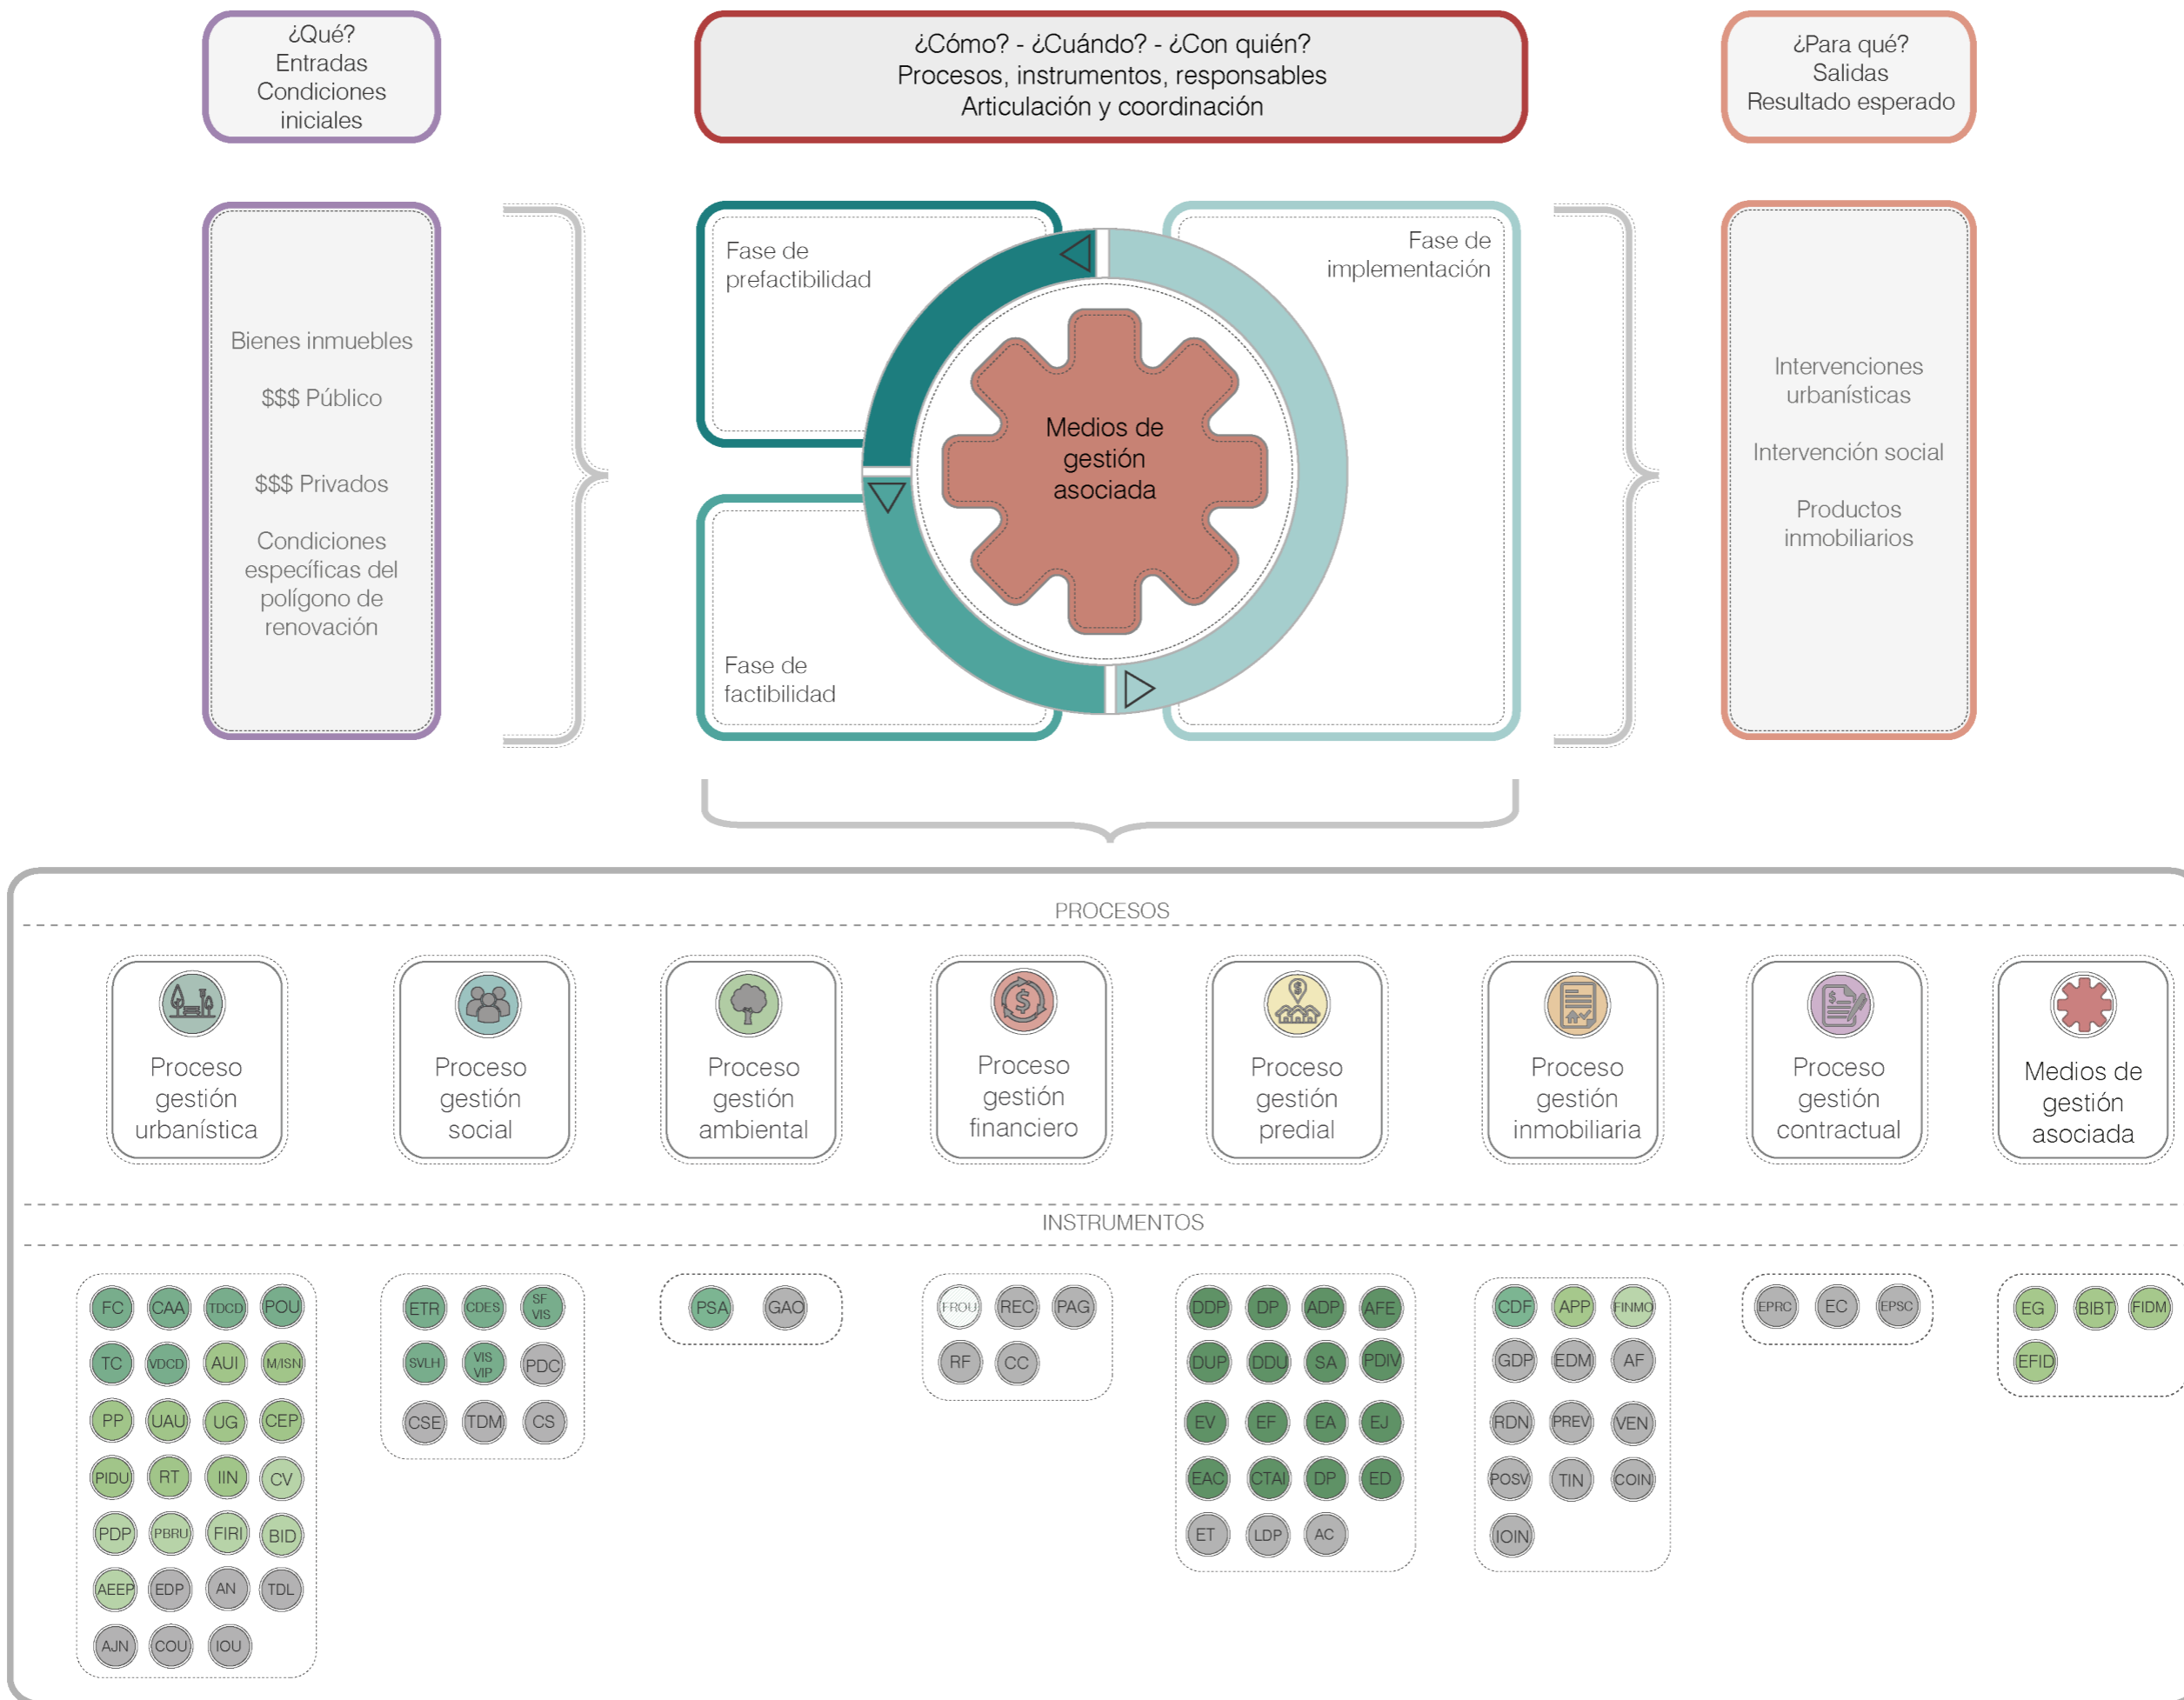 ¿Qué?
Entradas
Condiciones
iniciales
¿Cómo? - ¿Cuándo? - ¿Con quién?
Procesos, instrumentos, responsables
Articulación y coordinación
¿Para qué?
Salidas
Resultado esperado
Bienes inmuebles
$$$ Público
$$$ Privados
Condiciones
específicas del
polígono de
renovación
Fase de
prefactibilidad
Fase de
implementación
Medios de
gestión
asociada
Fase de
factibilidad
Intervenciones
urbanísticas
Intervención social
Productos
inmobiliarios
PROCESOS
Proceso
gestión
urbanística
Proceso
gestión
social
Proceso
gestión
ambiental
Proceso
gestión
financiero
Proceso
gestión
predial
Proceso
gestión
inmobiliaria
Proceso
gestión
contractual
Medios de
gestión
asociada
INSTRUMENTOS
FC CAA TDCD POU
TC VDCD AUI M/ISN
PP UAU UG CEP
PIDU RT IIN CV
PDP PBRU FIRI BID
AEEP EDP AN TDL
AJN COU IOU
ETR CDES SF VIS
SVLH VIS VIP PDC
CSE TDM CS
PSA GAO
FROU REC PAG
RF CC
DDP DP ADP AFE
DUP DDU SA PDIV
EV EF EA EJ
EAC CTAI DP ED
ET LDP AC
CDF APP FINMO
GDP EDM AF
RDN PREV VEN
POSV TIN COIN
IOIN
EPRC EC EPSC
EG BIBT FIDM
EFID